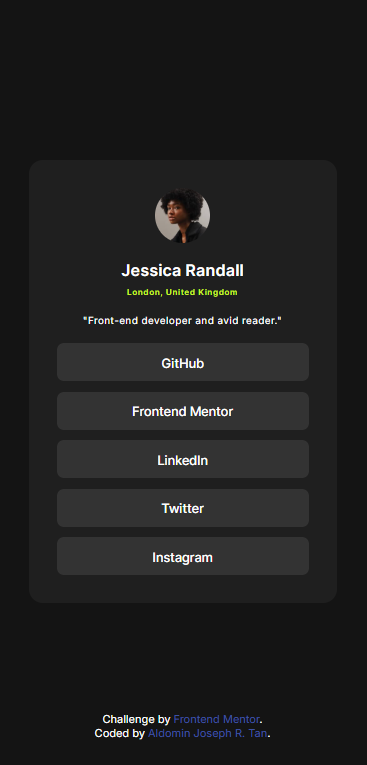 Jessica Randall
London, United Kingdom
"Front-end developer and avid reader."
GitHub
Frontend Mentor
LinkedIn
Twitter
Instagram
Challenge by Frontend Mentor.
Coded by Aldomin Joseph R. Tan.